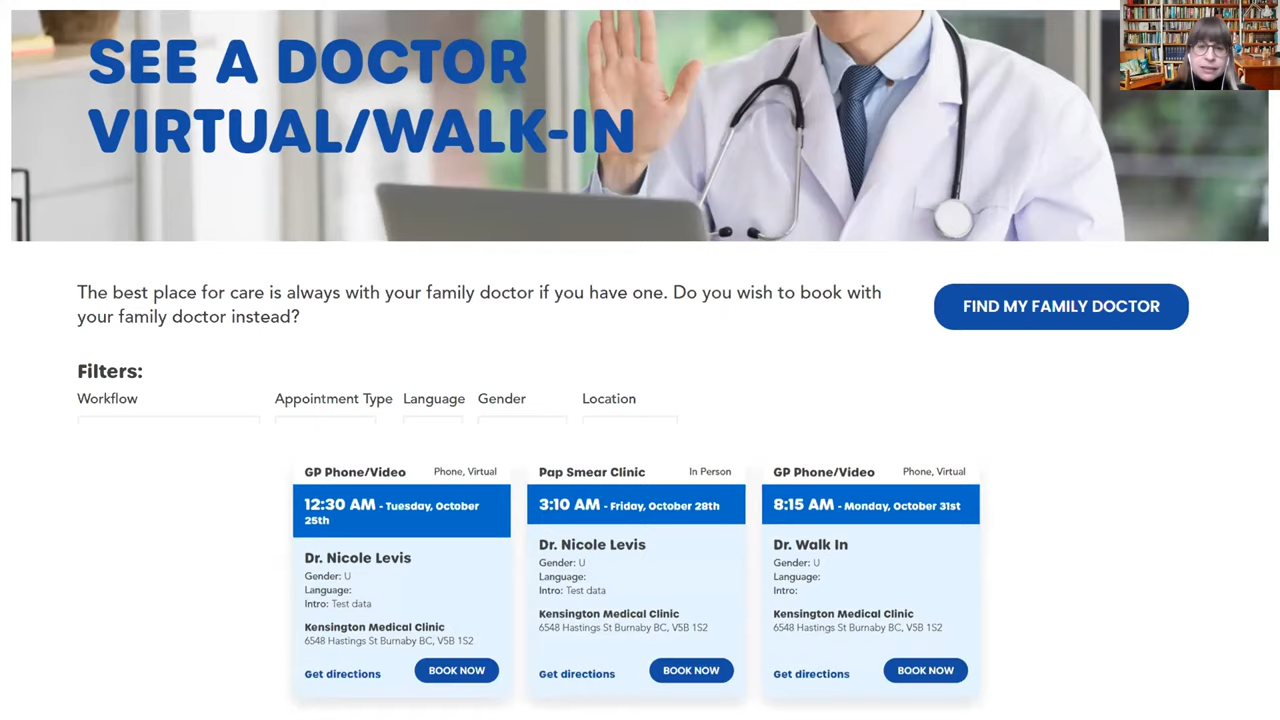 SEE A DOCTOR
VIRTUAL/WALK-IN
The best place for care is always with your family doctor if you have one. Do you wish to book with
your family doctor instead?
FIND MY FAMILY DOCTOR
Filters:
Workflow Appointment Type Language Gender Location
GP Phone/Video Phone, Virtual
12:30 AM - Tuesday, October
25th
Dr. Nicole Levis
Gender: U
Language:
Intro: Test data
Kensington Medical Clinic
6548 Hastings St Burnaby BC, V5B 1S2
Get directions BOOK NOW
Pap Smear Clinic In Person
3:10 AM - Friday, October 28th
Dr. Nicole Levis
Gender: U
Language:
Intro: Test data
Kensington Medical Clinic
6548 Hastings St Burnaby BC, V5B 1S2
Get directions BOOK NOW
GP Phone/Video Phone, Virtual
8:15 AM - Monday, October 31st
Dr. Walk In
Gender: U
Language:
Intro:
Kensington Medical Clinic
6548 Hastings St Burnaby BC, V5B 1S2
Get directions BOOK NOW